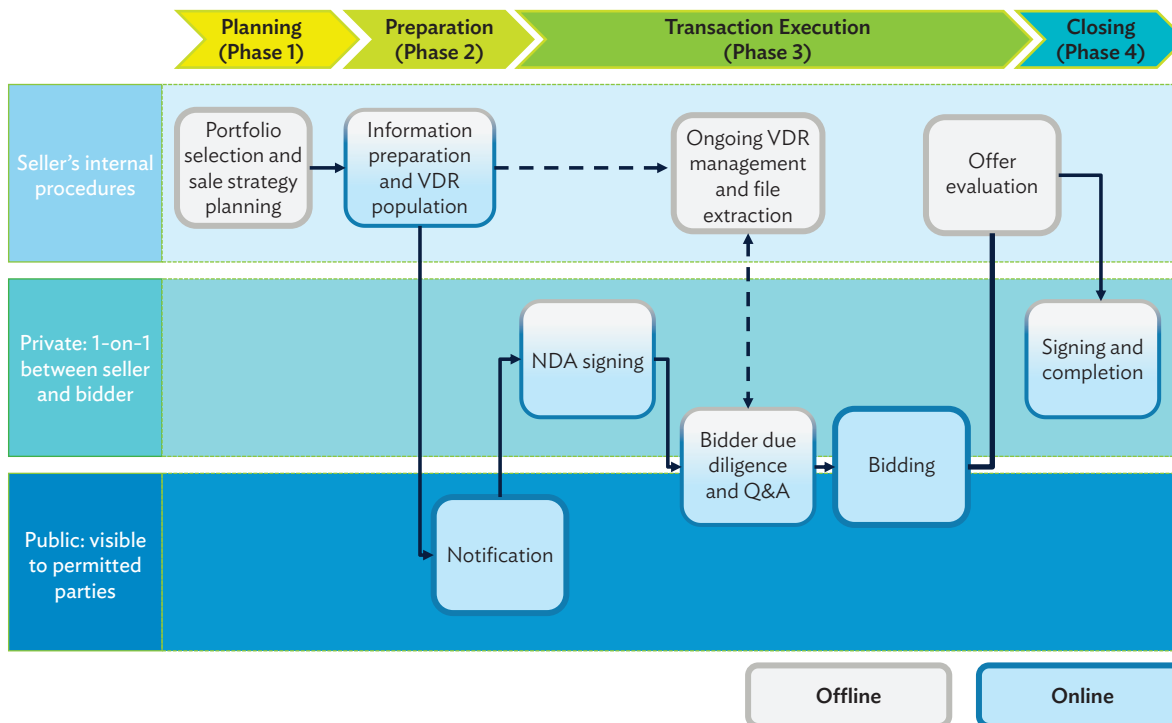 Planning
(Phase 1)
Preparation
(Phase 2)
Transaction Execution
(Phase 3)
Closing
(Phase 4)
Seller’s internal
procedures
Portfolio
selection and
sale strategy
planning
Information
preparation
and VDR
population
Ongoing VDR
management
and file
extraction
Offer
evaluation
Private: 1-on-1
between seller
and bidder
NDA signing
Signing and
completion
Bidder due
diligence
and Q&A
Bidding
Public: visible
to permitted
parties
Notification
Offline
Online